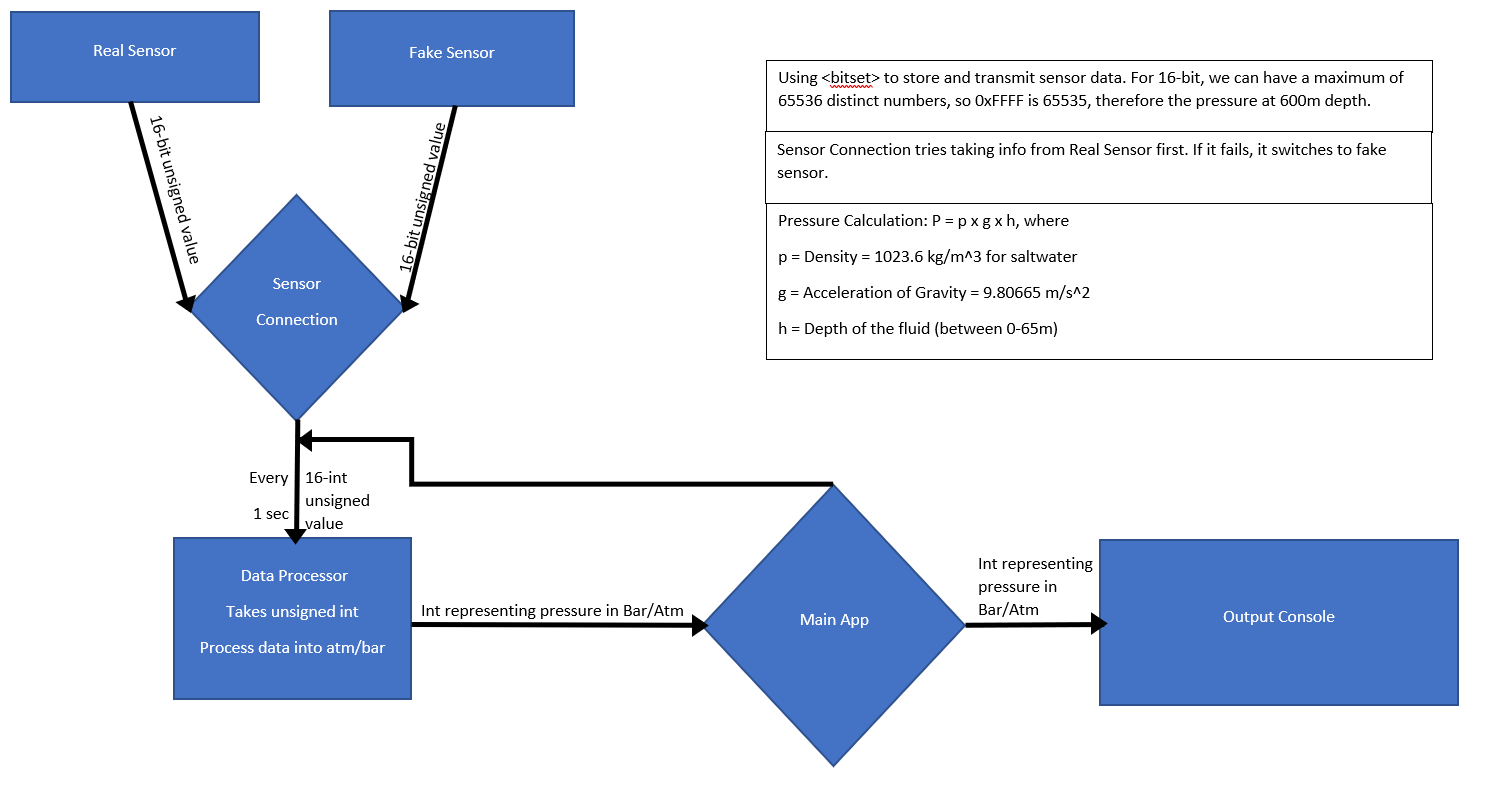 Real Sensor
Fake Sensor
Using <bitset> to store and transmit sensor data. For 16-bit, we can have a maximum of
65536 distinct numbers, so 0xFFFF is 65535, therefore the pressure at 600m depth.
Sensor Connection tries taking info from Real Sensor first. If it fails, it switches to fake
sensor.
Pressure Calculation: P = p x g x h, where
p = Density = 1023.6 kg/m^3 for saltwater
g = Acceleration of Gravity = 9.80665 m/s^2
h = Depth of the fluid (between 0-65m)
16-bit unsigned value
16-bit unsigned value
Sensor
Connection
Every
1 sec
16-int
unsigned
value
Data Processor
Takes unsigned int
Process data into atm/bar
Int representing pressure in Bar/Atm
Main App
Int representing
pressure in
Bar/Atm
Output Console